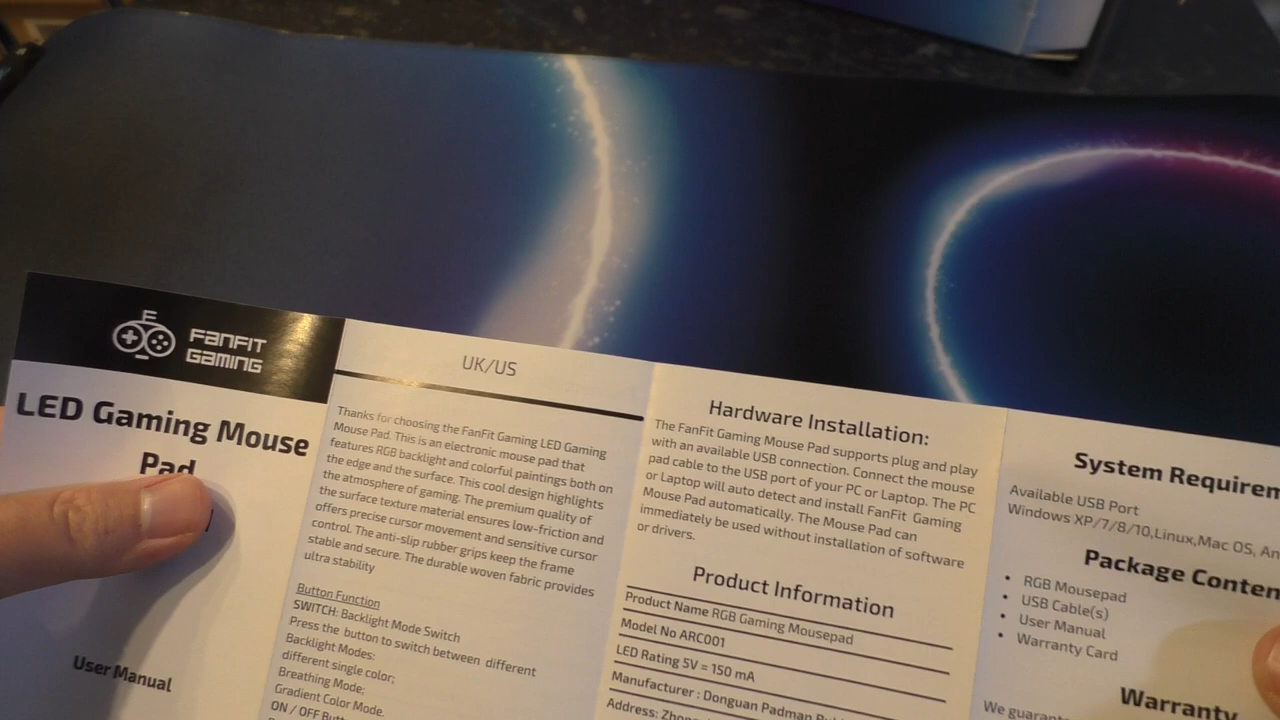 FANFIT
GAMING
LED Gaming Mouse
Pad
User Manual
UK/US
Thanks for choosing the FanFit Gaming LED Gaming
Mouse Pad. This is an electronic mouse pad that
features RGB backlight and colorful paintings both on
the edge and the surface. This cool design highlights
the atmosphere of gaming. The premium quality of
the surface texture material ensures low-friction and
offers precise cursor movement and sensitive cursor
control. The anti-slip rubber grips keep the frame
stable and secure. The durable woven fabric provides
ultra stability
Button Function
SWITCH: Backlight Mode Switch
Press the button to switch between different
Backlight Modes:
different single color;
Breathing Mode;
Gradient Color Mode.
ON / OFF
Hardware Installation:
The FanFit Gaming Mouse Pad supports plug and play
with an available USB connection. Connect the mouse
pad cable to the USB port of your PC or Laptop. The PC
or Laptop will auto detect and install FanFit Gaming
Mouse Pad automatically. The Mouse Pad can
immediately be used without installation of software
or drivers.
Product Information
Product Name RGB Gaming Mousepad
Model No ARC001
LED Rating 5V = 150 mA
Manufacturer : Donguan Padman
Address:
System
Available USB Port
Windows XP/7/8/10,Linux,Mac OS,
Package
• RGB Mousepad
• USB Cable(s)
• User Manual
• Warranty Card
Warranty
We